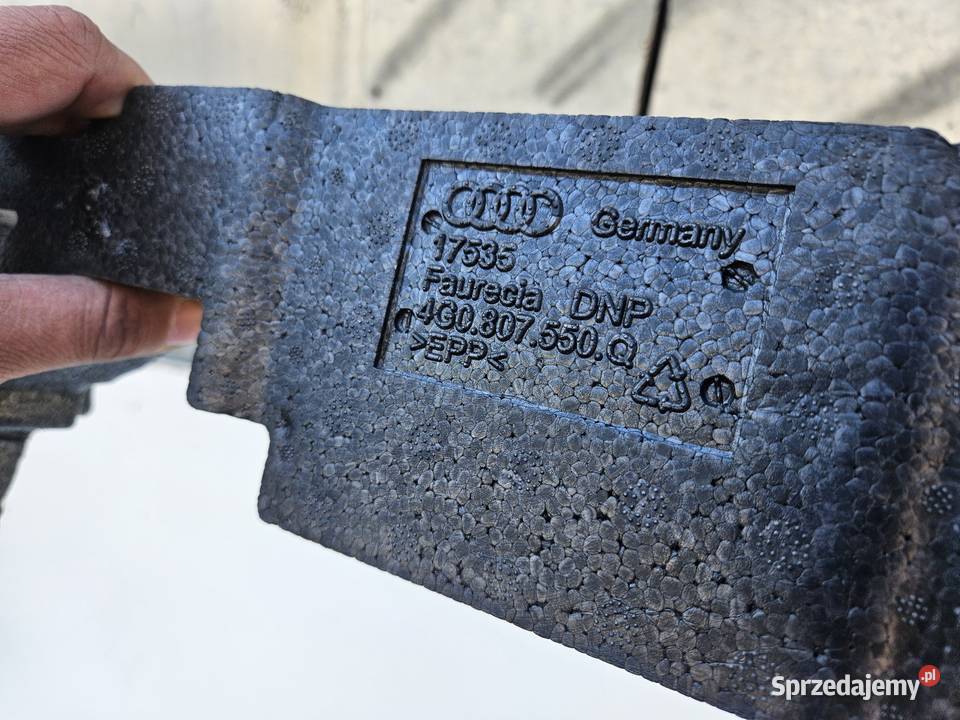 Germany
17535
Faurecia DNP
4G0.807.550.Q
>EPP<
Sprzedajemy.pl